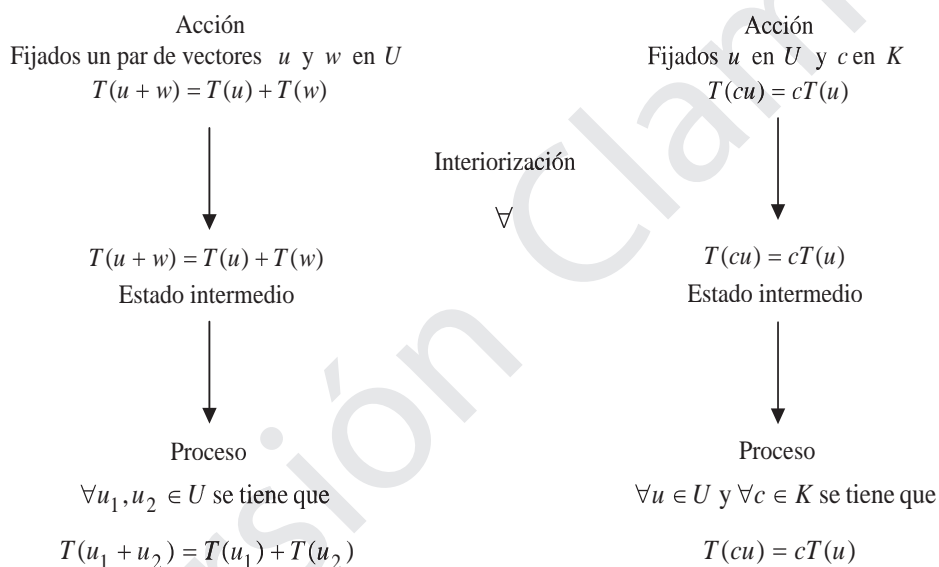 Acción
Fijados un par de vectores u y w en U
T(u + w) = T(u) + T(w)
Acción
Fijados u en U y c en K
T(cu) = cT(u)
Interiorización
∀
T(u + w) = T(u) + T(w)
Estado intermedio
T(cu) = cT(u)
Estado intermedio
Proceso
∀u₁, u₂ ∈ U se tiene que
T(u₁ + u₂) = T(u₁) + T(u₂)
Proceso
∀u ∈ U y ∀c ∈ K se tiene que
T(cu) = cT(u)